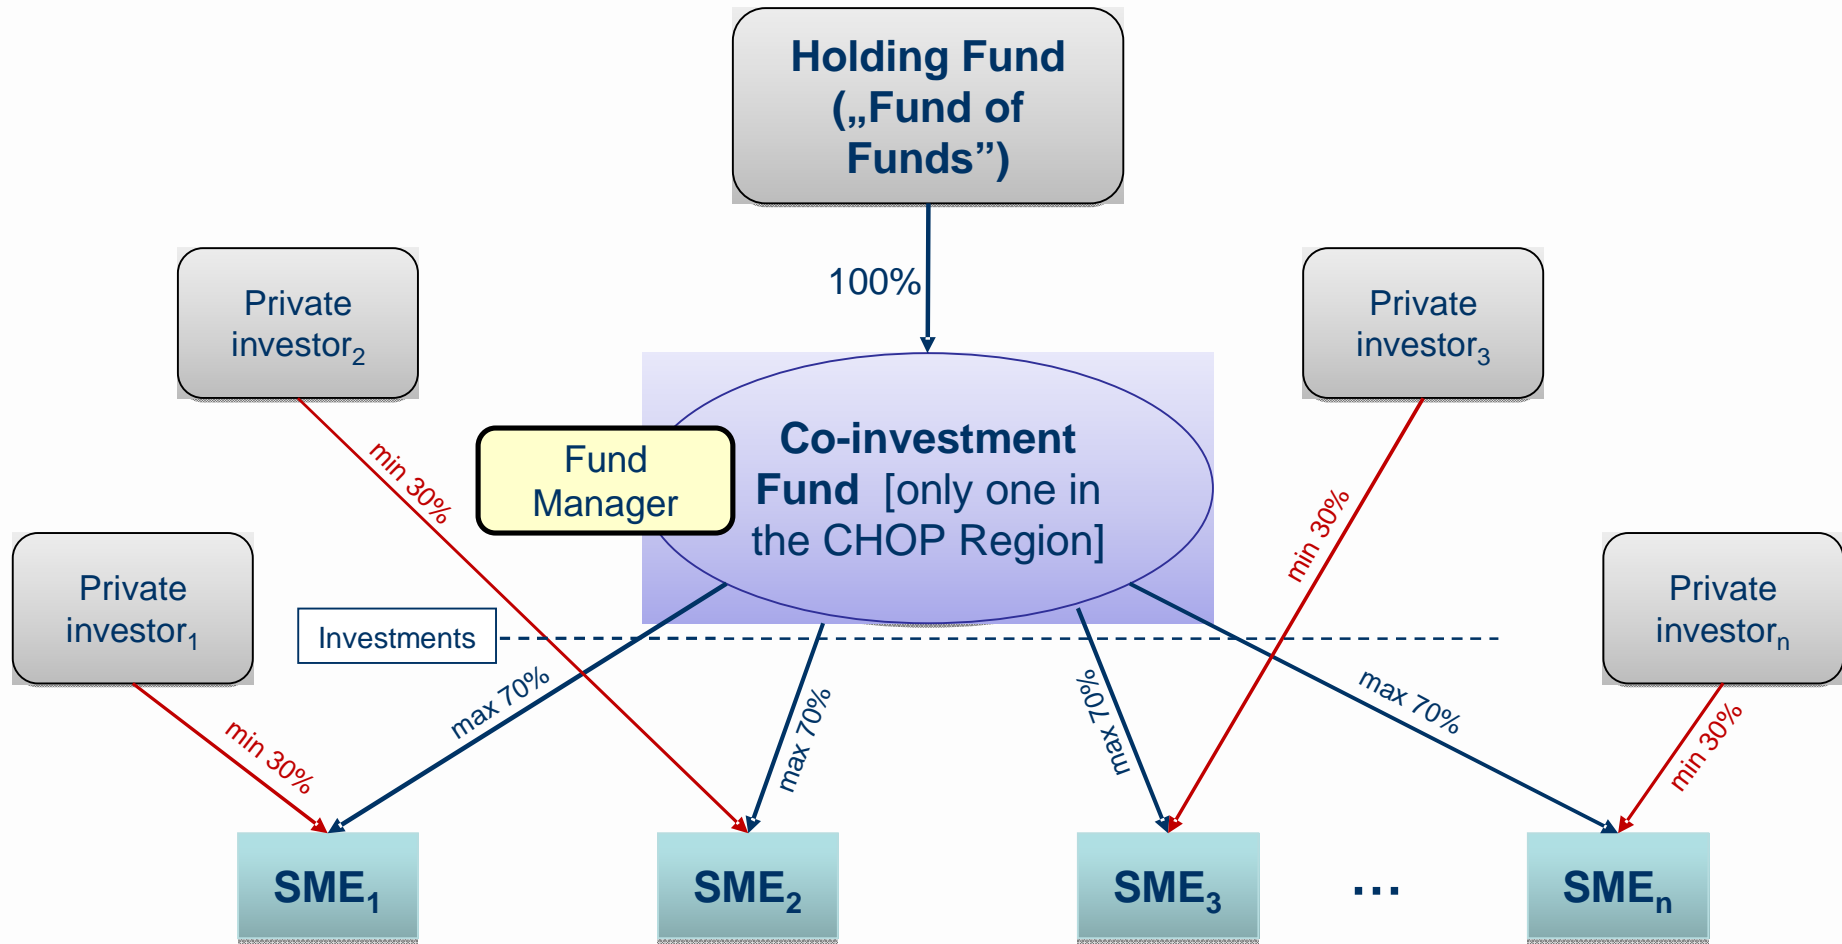 Holding Fund
(„Fund of
Funds”)
100%
Private
investor2
Private
investor3
Co-investment
Fund [only one in
the CHOP Region]
Fund
Manager
min 30%
min 30%
Private
investor1
Private
investorn
Investments
max 70%
max 70%
max 70%
max 70%
min 30%
min 30%
SME1
SME2
SME3
...
SMEn